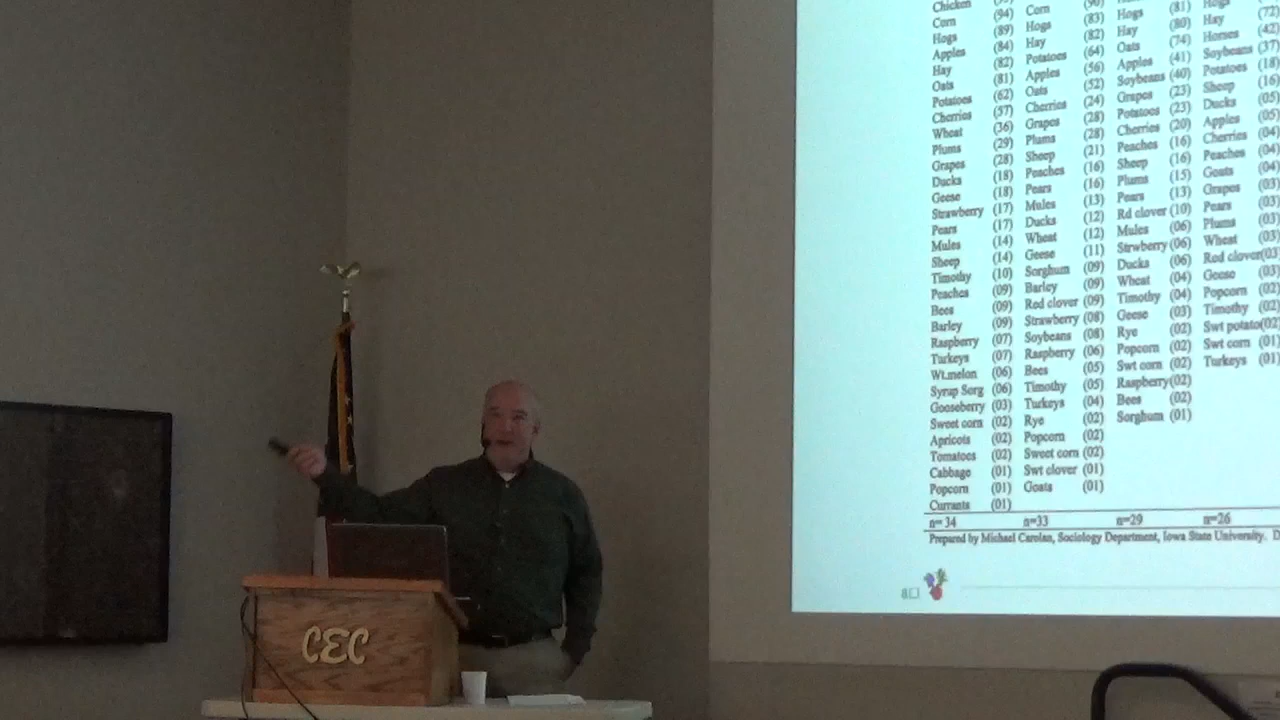 Chicken
Corn (94) Corn
Hogs (89) Hogs (83) Hogs (81) Hogs
Apples (84) Hay (82) Hay (80) Hay (72)
Hay (82) Potatoes (64) Oats (74) Horses (42)
Oats (81) Apples (56) Apples (41) Soybeans (37)
Potatoes (62) Oats (52) Soybeans (40) Potatoes (18)
Cherries (57) Cherries (24) Grapes (23) Sheep (16)
Wheat (36) Grapes (28) Potatoes (23) Ducks (05)
Plums (29) Plums (28) Cherries (20) Apples (05)
Grapes (28) Sheep (21) Peaches (16) Cherries (04)
Ducks (18) Peaches (16) Sheep (16) Peaches (04)
Geese (18) Pears (16) Plums (15) Goats (04)
Strawberry (17) Mules (13) Pears (13) Grapes (03)
Pears (17) Ducks (12) Rd clover (10) Pears (03)
Mules (14) Wheat (12) Mules (06) Plums (03)
Sheep (14) Geese (11) Strwberry (06) Wheat (03)
Timothy (10) Sorghum (09) Ducks (06) Red clover(03)
Peaches (09) Barley (09) Wheat (04) Geese (03)
Bees (09) Red clover (09) Timothy (04) Popcorn (02)
Barley (09) Strawberry (08) Geese (03) Timothy (02)
Raspberry (07) Soybeans (08) Rye (02) Swt potato(02)
Turkeys (07) Raspberry (06) Popcorn (02) Swt corn (01)
Wt.melon (06) Bees (05) Swt corn (02) Turkeys (01)
Syrup Sorg (06) Timothy (05) Raspberry(02)
Gooseberry (03) Turkeys (04) Bees (02)
Sweet corn (02) Rye (02) Sorghum (01)
Apricots (02) Popcorn (02)
Tomatoes (02) Sweet corn (02)
Cabbage (01) Swt clover (01)
Popcorn (01) Goats (01)
Currants (01)
n= 34 n=33 n=29 n=26
Prepared by Michael Carolan, Sociology Department, Iowa State University. D
8
CEC